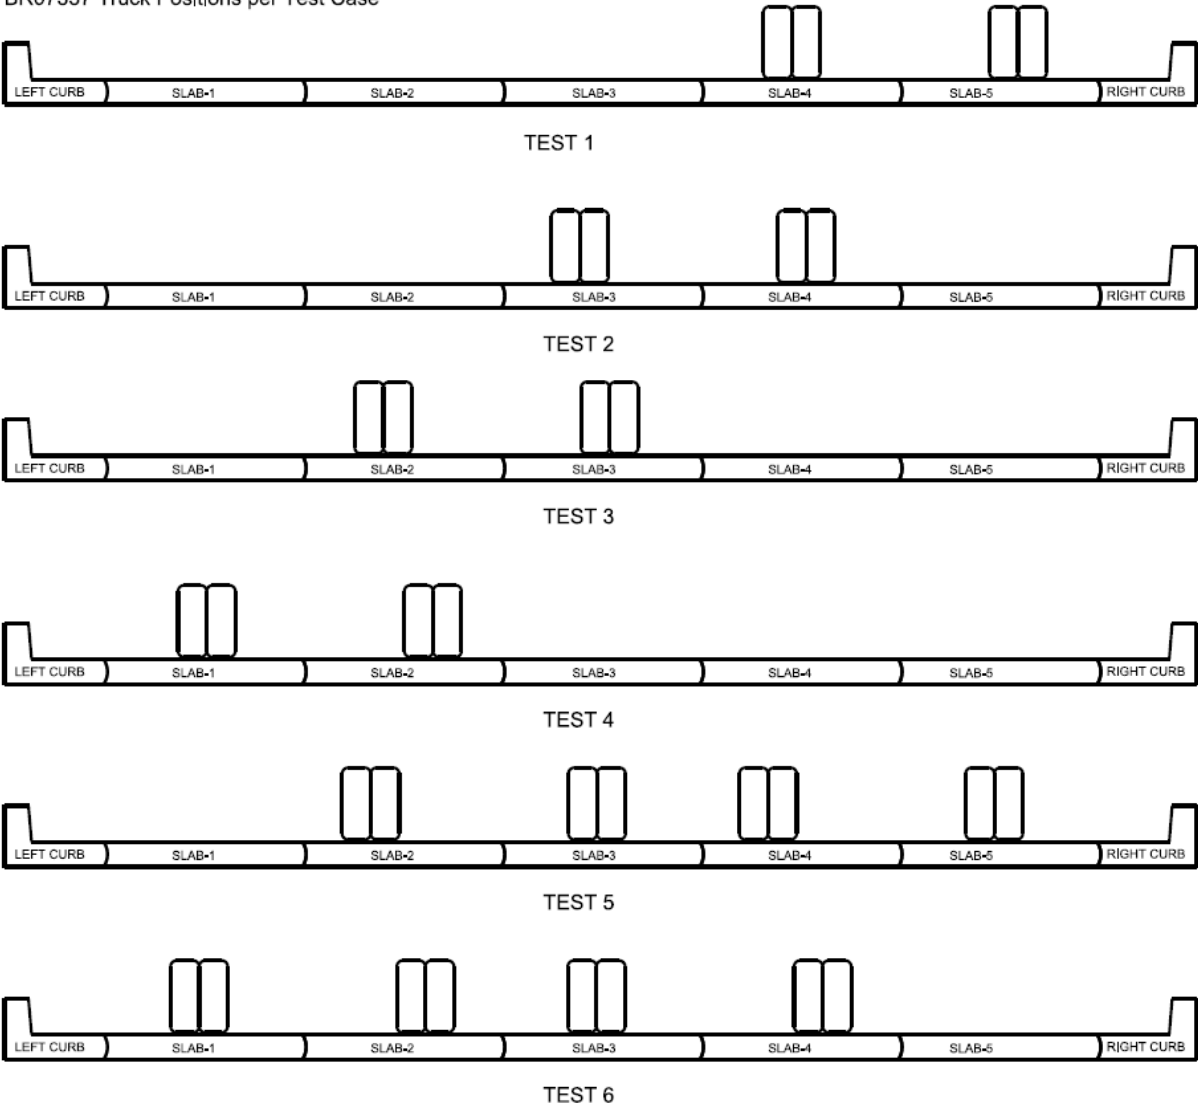 Truck Positions per Test Case
LEFT CURB SLAB-1 SLAB-2 SLAB-3 SLAB-4 SLAB-5 RIGHT CURB
TEST 1
LEFT CURB SLAB-1 SLAB-2 SLAB-3 SLAB-4 SLAB-5 RIGHT CURB
TEST 2
LEFT CURB SLAB-1 SLAB-2 SLAB-3 SLAB-4 SLAB-5 RIGHT CURB
TEST 3
LEFT CURB SLAB-1 SLAB-2 SLAB-3 SLAB-4 SLAB-5 RIGHT CURB
TEST 4
LEFT CURB SLAB-1 SLAB-2 SLAB-3 SLAB-4 SLAB-5 RIGHT CURB
TEST 5
LEFT CURB SLAB-1 SLAB-2 SLAB-3 SLAB-4 SLAB-5 RIGHT CURB
TEST 6